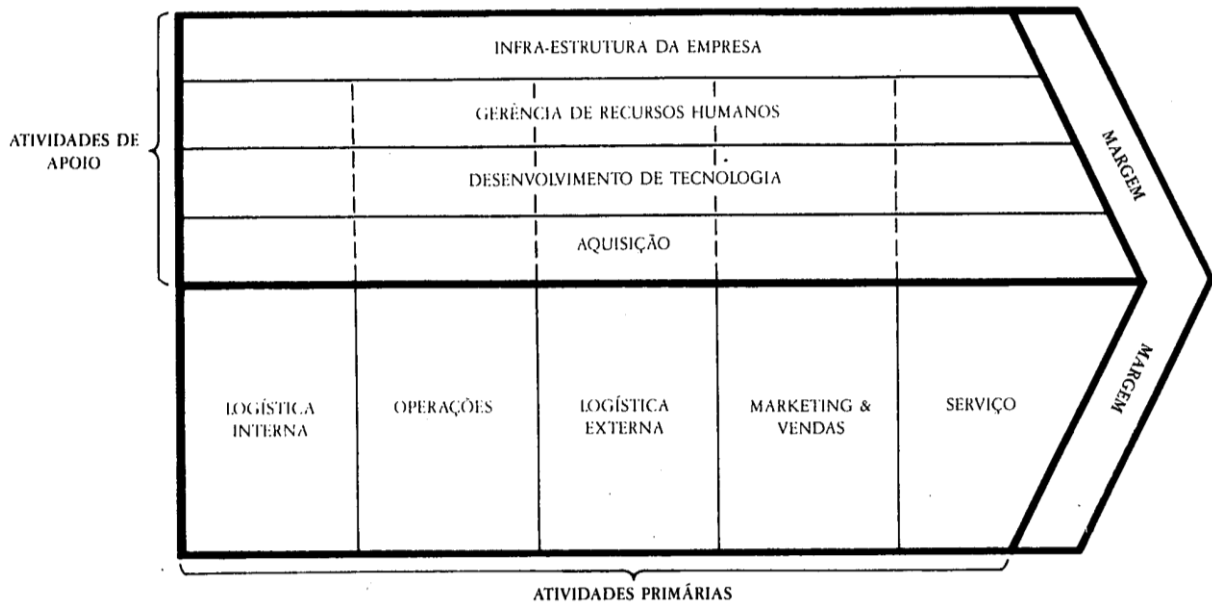 INFRA-ESTRUTURA DA EMPRESA
GERÊNCIA DE RECURSOS HUMANOS
ATIVIDADES DE
APOIO
DESENVOLVIMENTO DE TECNOLOGIA
AQUISIÇÃO
MARGEM
MARGEM
LOGÍSTICA
INTERNA
OPERAÇÕES
LOGÍSTICA
EXTERNA
MARKETING &
VENDAS
SERVIÇO
ATIVIDADES PRIMÁRIAS